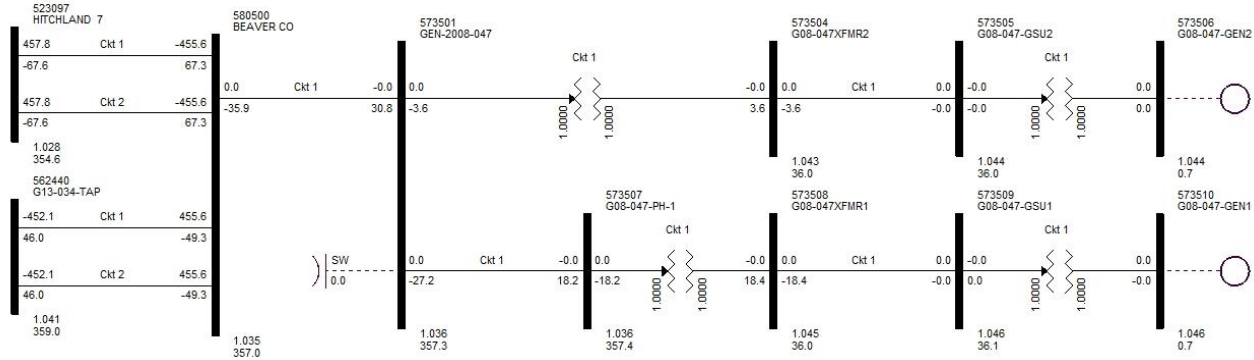 523097
HITCHLAND 7
457.8 Ckt 1 -455.6
-67.6 67.3
457.8 Ckt 2 -455.6
-67.6 67.3
1.028
354.6
562440
G13-034-TAP
-452.1 Ckt 1 455.6
46.0 -49.3
-452.1 Ckt 2 455.6
46.0 -49.3
1.041
359.0
580500
BEAVER CO
0.0 Ckt 1 -0.0
-35.9 30.8
1.035
357.0
573501
GEN-2008-047
0.0 Ckt 1 -0.0
-3.6 3.6
1.0000 1.0000
SW
0.0
0.0 Ckt 1 -0.0
-27.2 18.2
1.036
357.3
573504
G08-047XFMR2
0.0 Ckt 1 0.0
-3.6 -0.0
1.043
36.0
573505
G08-047-GSU2
-0.0 Ckt 1 0.0
-0.0 0.0
1.0000 1.0000
1.044
36.0
573506
G08-047-GEN2
1.044
0.7
573507
G08-047-PH-1
0.0 Ckt 1 -0.0
-18.2 18.4
1.0000 1.0000
1.036
357.4
573508
G08-047XFMR1
0.0 Ckt 1 0.0
-18.4 -0.0
1.045
36.0
573509
G08-047-GSU1
-0.0 Ckt 1 0.0
-0.0 -0.0
1.0000 1.0000
1.046
36.1
573510
G08-047-GEN1
1.046
0.7